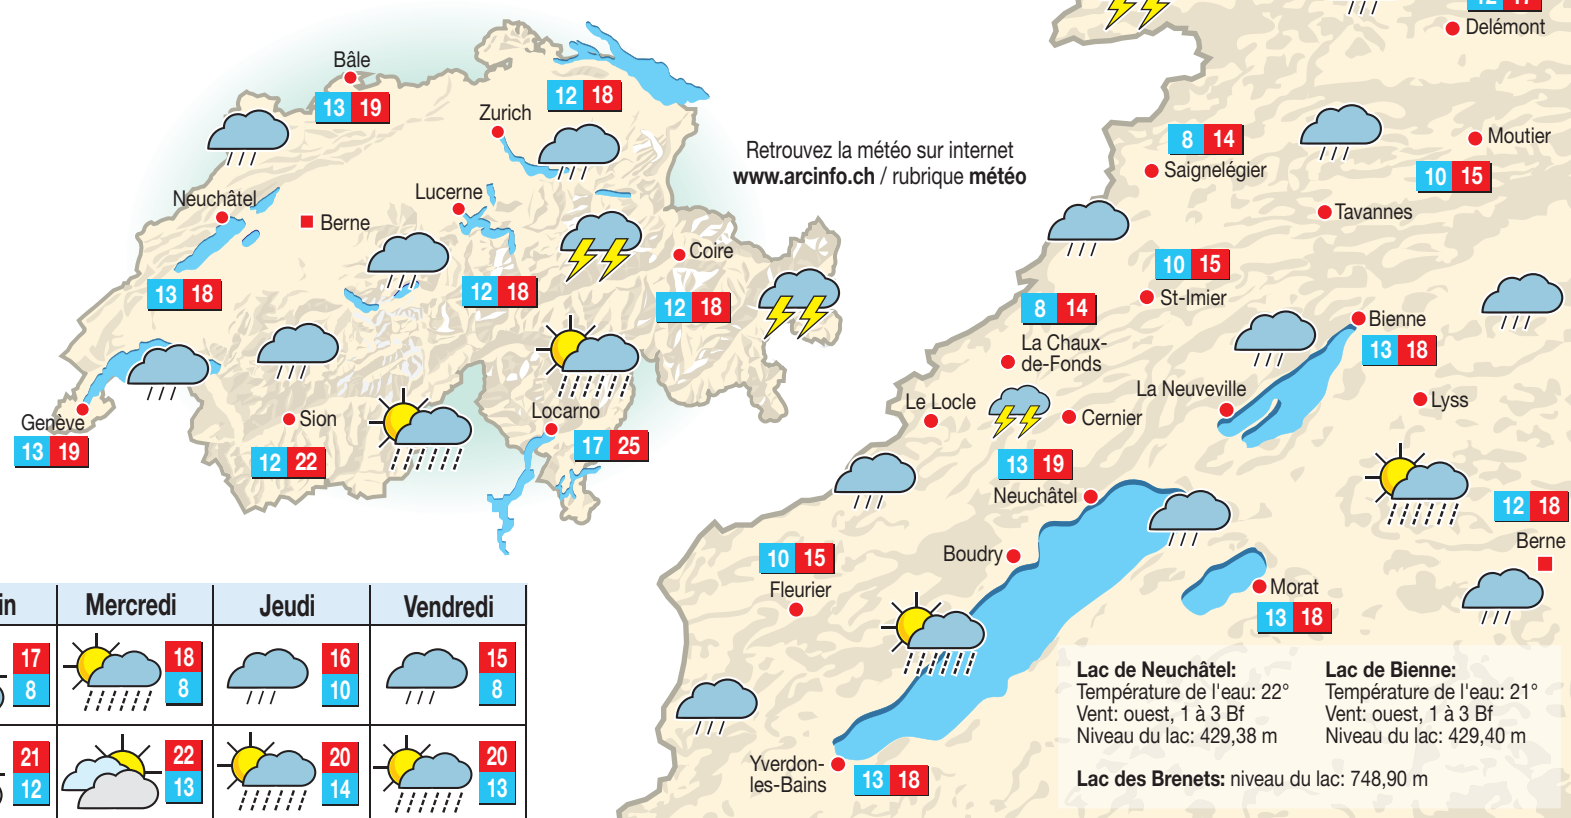 Bâle
13 19
Zurich
12 18
Neuchâtel
Berne
Lucerne
13 18
12 18
Coire
12 18
Genève
13 19
Sion
12 22
Locarno
17 25
Retrouvez la météo sur internet
www.arcinfo.ch / rubrique météo
Delémont
Moutier
10 15
8 14
Saignelégier
Tavannes
10 15
St-Imier
8 14
La Chaux-
de-Fonds
Bienne
13 18
La Neuveville
Lyss
Le Locle
Cernier
13 19
Neuchâtel
12 18
Berne
Boudry
10 15
Fleurier
Morat
13 18
Yverdon-
les-Bains
13 18
Mercredi Jeudi Vendredi
17 18 16 15
8 8 10 8
21 22 20 20
12 13 14 13
Lac de Neuchâtel:
Température de l'eau: 22°
Vent: ouest, 1 à 3 Bf
Niveau du lac: 429,38 m
Lac de Bienne:
Température de l'eau: 21°
Vent: ouest, 1 à 3 Bf
Niveau du lac: 429,40 m
Lac des Brenets: niveau du lac: 748,90 m